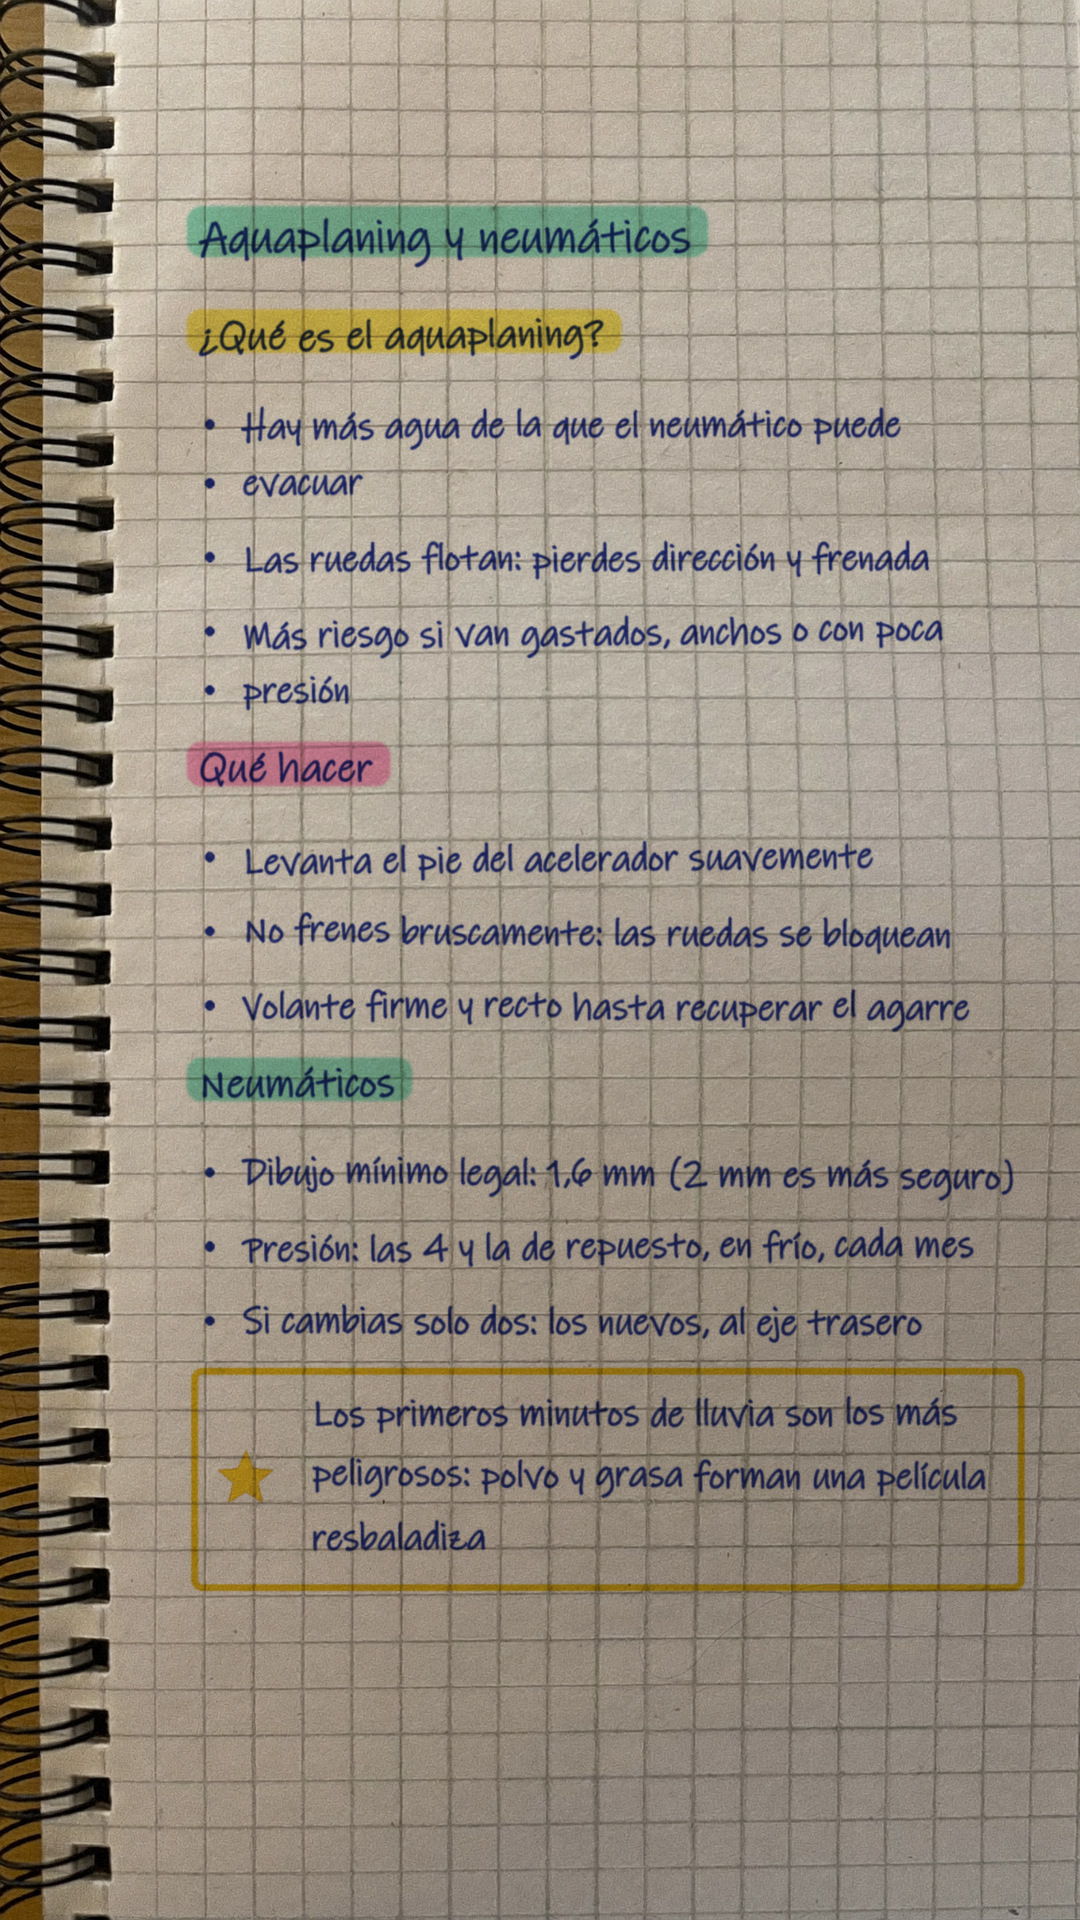 Aquaplaning y neumáticos
¿Qué es el aquaplaning?
• Hay más agua de la que el neumático puede
• evacuar
• Las ruedas flotan: pierdes dirección y frenada
• Más riesgo si van gastados, anchos o con poca
• presión
Qué hacer
• Levanta el pie del acelerador suavemente
• No frenes bruscamente: las ruedas se bloquean
• Volante firme y recto hasta recuperar el agarre
Neumáticos
• Dibujo mínimo legal: 1,6 mm (2 mm es más seguro)
• Presión: las 4 y la de repuesto, en frío, cada mes
• Si cambias solo dos: los nuevos, al eje trasero
Los primeros minutos de lluvia son los más
peligrosos: polvo y grasa forman una película
resbaladiza